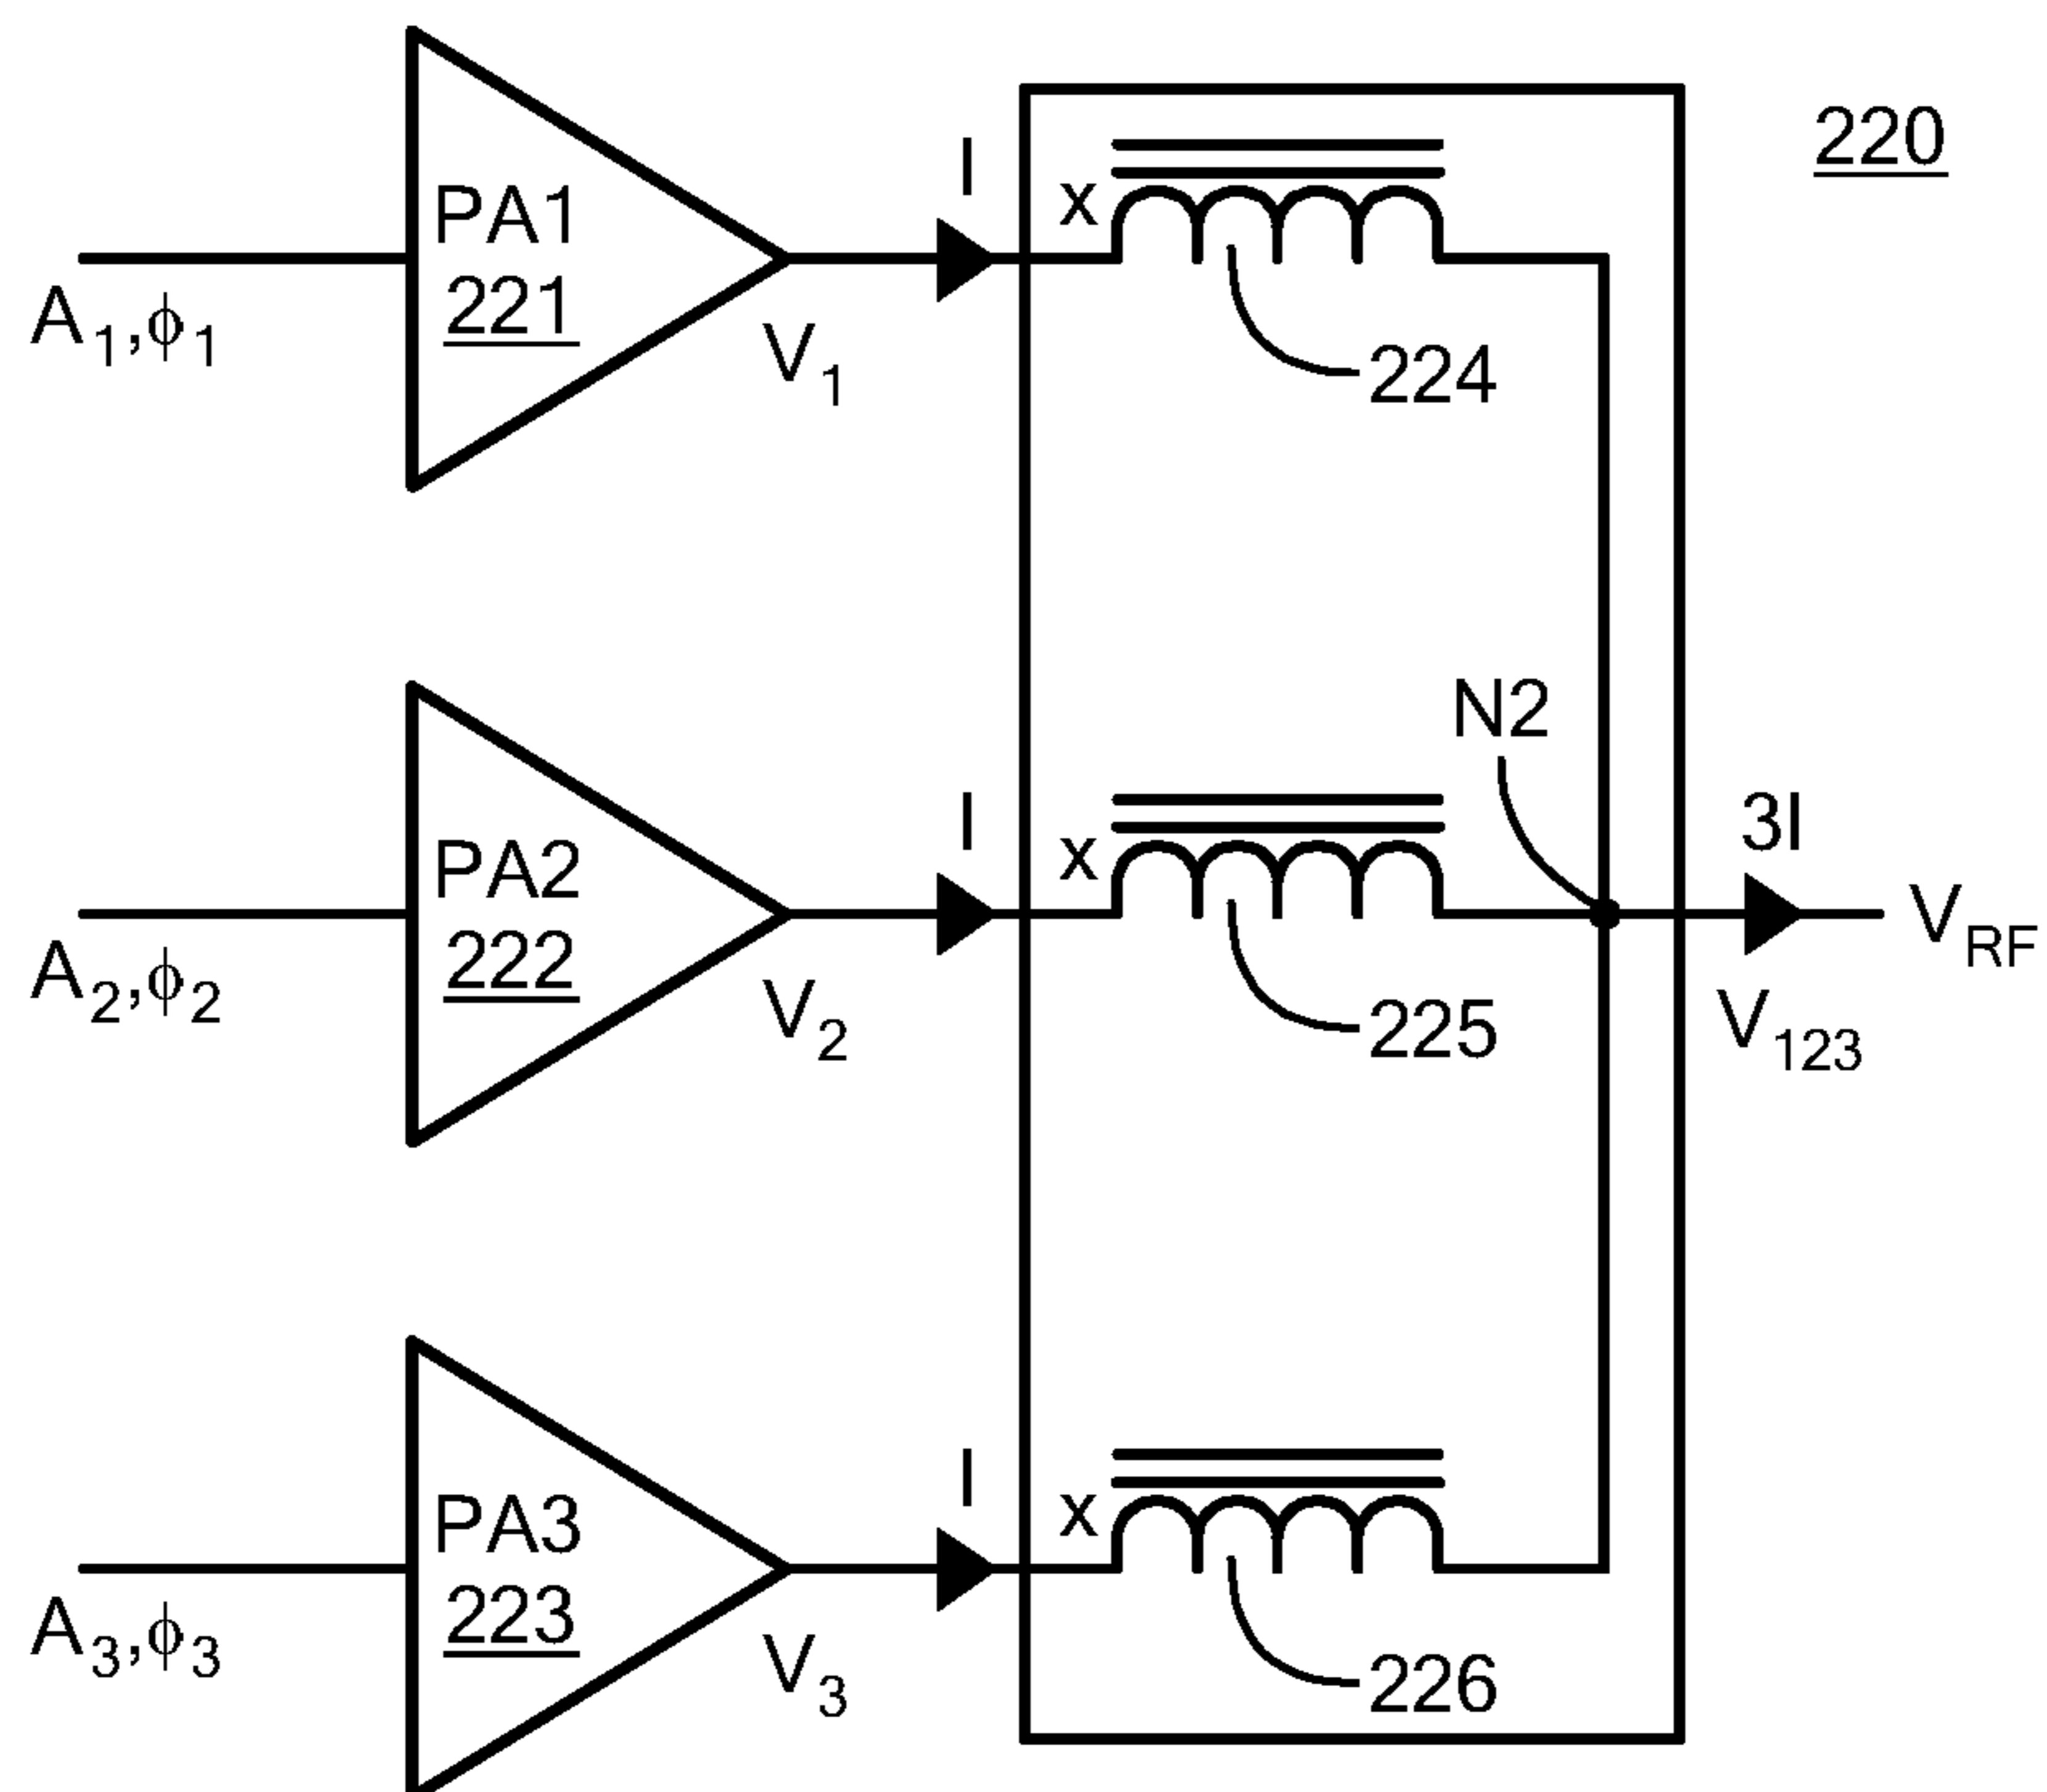 220
I
x
PA1
221
A1,ϕ1
V1
224
N2
I
3I
x
PA2
222
VRF
A2,ϕ2
V2
225
V123
I
x
PA3
223
A3,ϕ3
V3
226